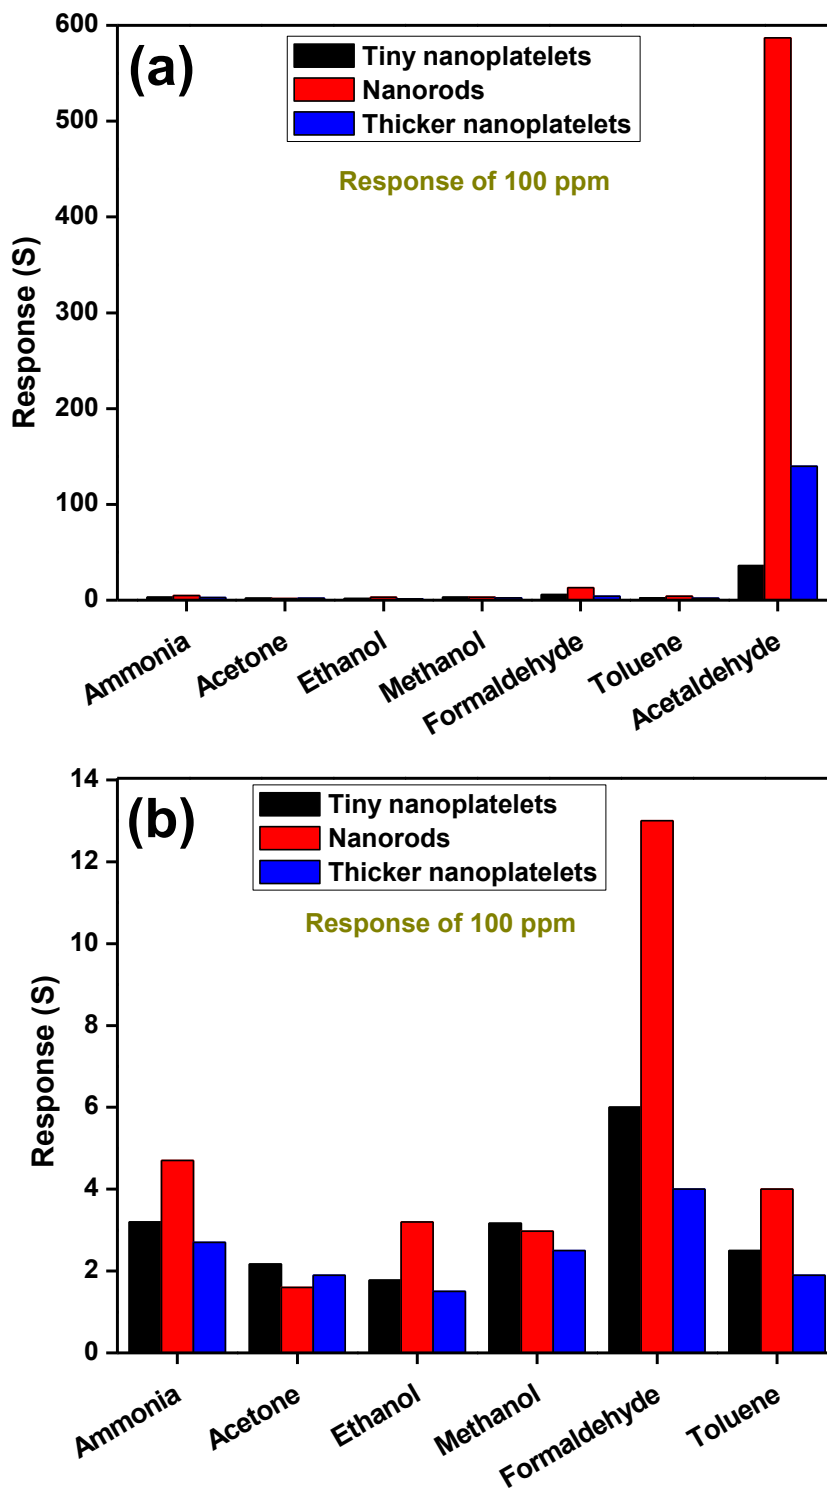 (a)
Tiny nanoplatelets
Nanorods
Thicker nanoplatelets
Response of 100 ppm
Response (S)
600
500
400
300
200
100
0
Ammonia
Acetone
Ethanol
Methanol
Formaldehyde
Toluene
Acetaldehyde
(b)
Tiny nanoplatelets
Nanorods
Thicker nanoplatelets
Response of 100 ppm
Response (S)
14
12
10
8
6
4
2
0
Ammonia
Acetone
Ethanol
Methanol
Formaldehyde
Toluene